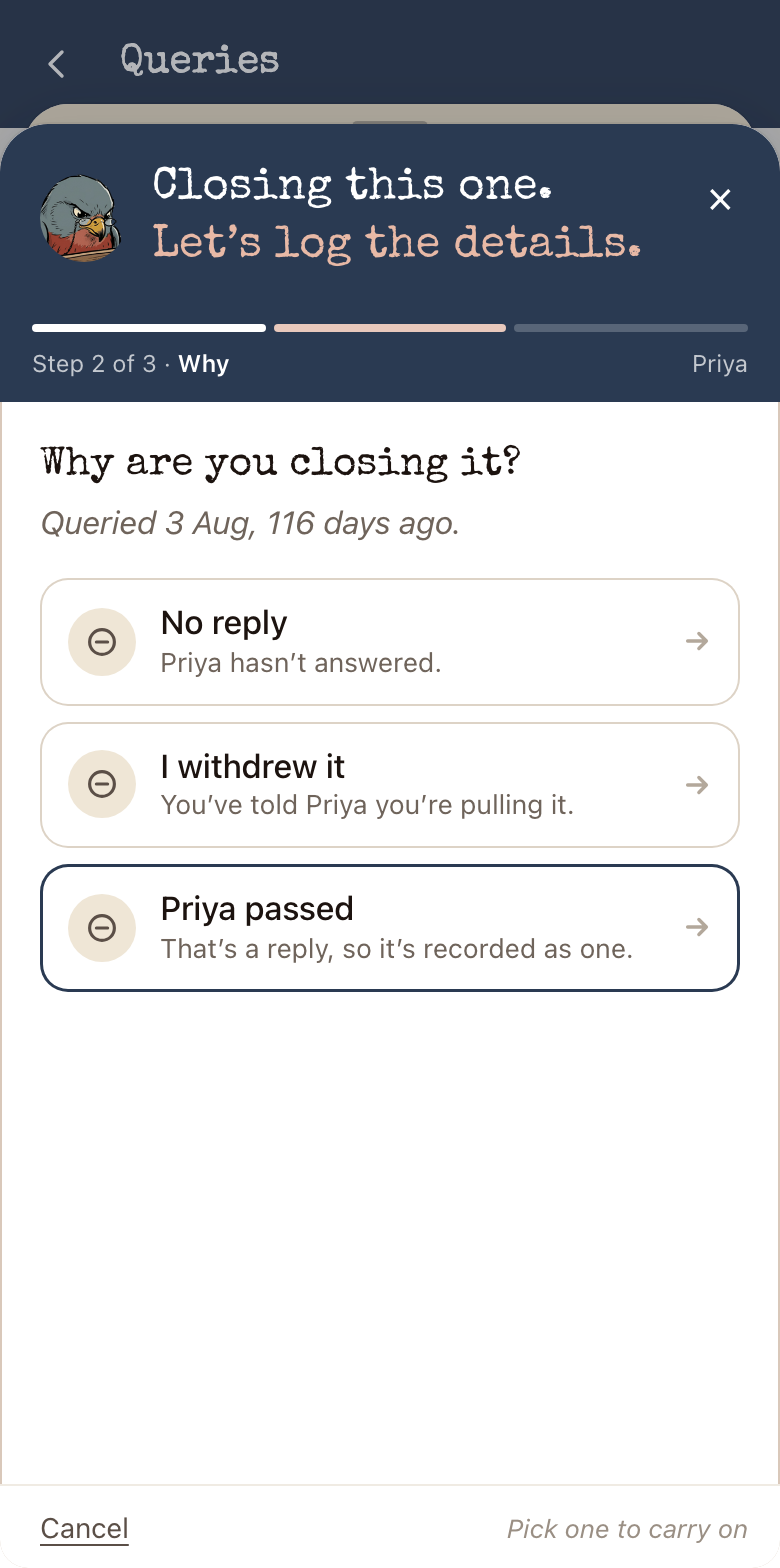 Queries
Closing this one.
Let’s log the details.
Step 2 of 3 · Why
Priya
Why are you closing it?
Queried 3 Aug, 116 days ago.
No reply
Priya hasn’t answered.
I withdrew it
You’ve told Priya you’re pulling it.
Priya passed
That’s a reply, so it’s recorded as one.
Cancel
Pick one to carry on